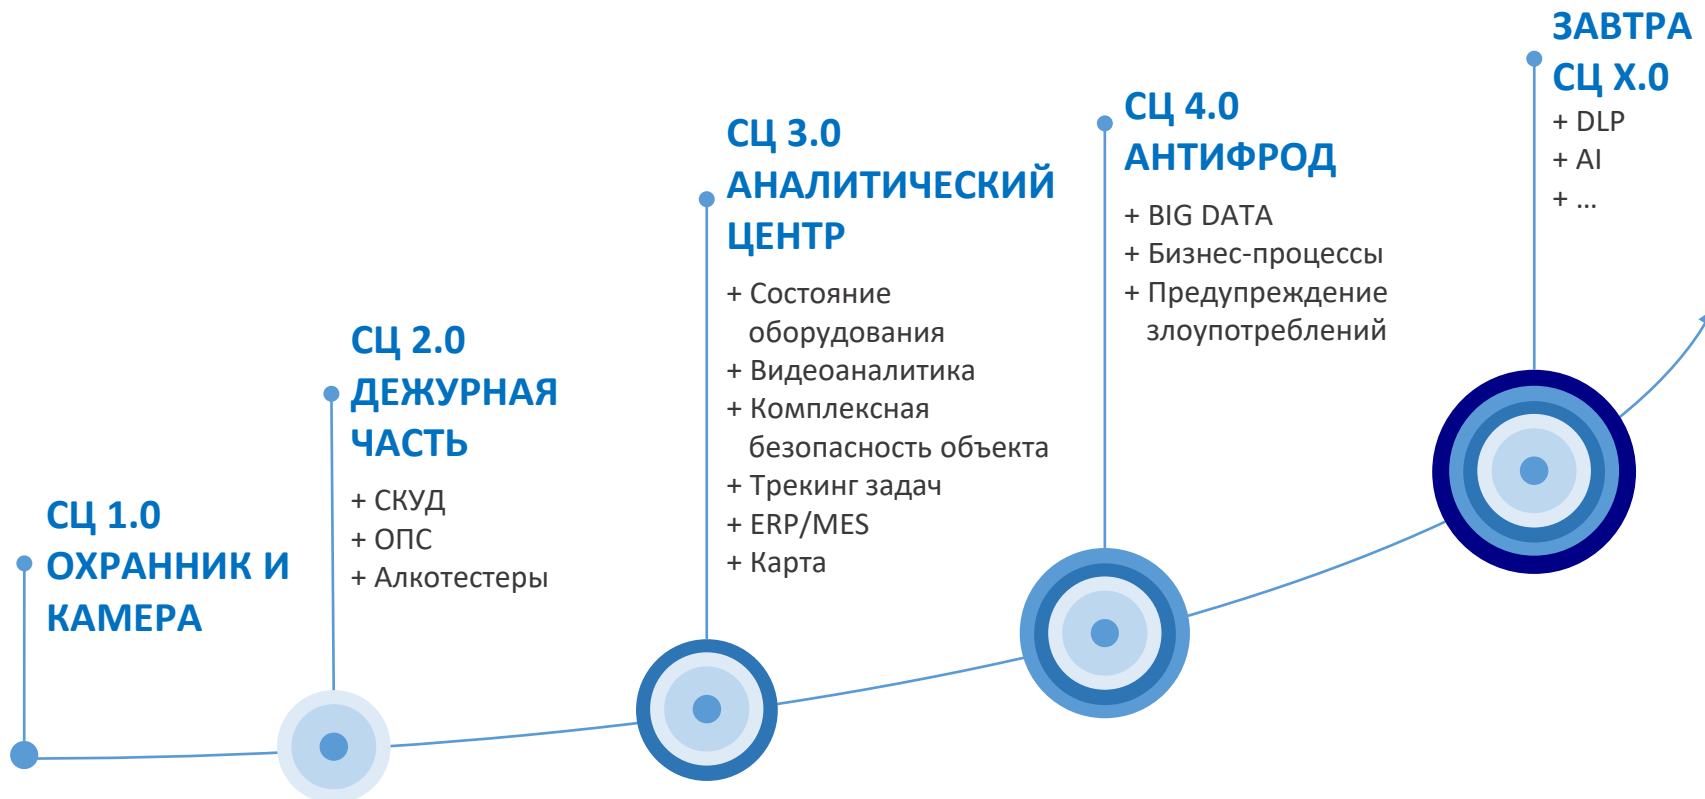 СЦ 1.0
ОХРАННИК И
КАМЕРА
СЦ 2.0
ДЕЖУРНАЯ
ЧАСТЬ
+ СКУД
+ ОПС
+ Алкотестеры
СЦ 3.0
АНАЛИТИЧЕСКИЙ
ЦЕНТР
+ Состояние
оборудования
+ Видеоаналитика
+ Комплексная
безопасность объекта
+ Трекинг задач
+ ERP/MES
+ Карта
СЦ 4.0
АНТИФРОД
+ BIG DATA
+ Бизнес-процессы
+ Предупреждение
злоупотреблений
ЗАВТРА
СЦ X.0
+ DLP
+ AI
+ ...